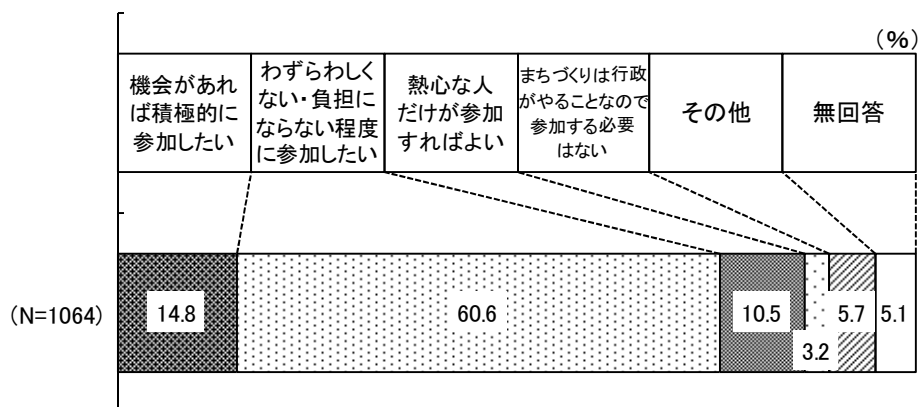 (%)
機会があれ
ば積極的に
参加したい
わずらわしく
ない・負担に
ならない程度
に参加したい
熱心な人
だけが参加
すればよい
まちづくりは行政
がやることなので
参加する必要
はない
その他
無回答
(N=1064)
14.8
60.6
10.5
3.2
5.7
5.1